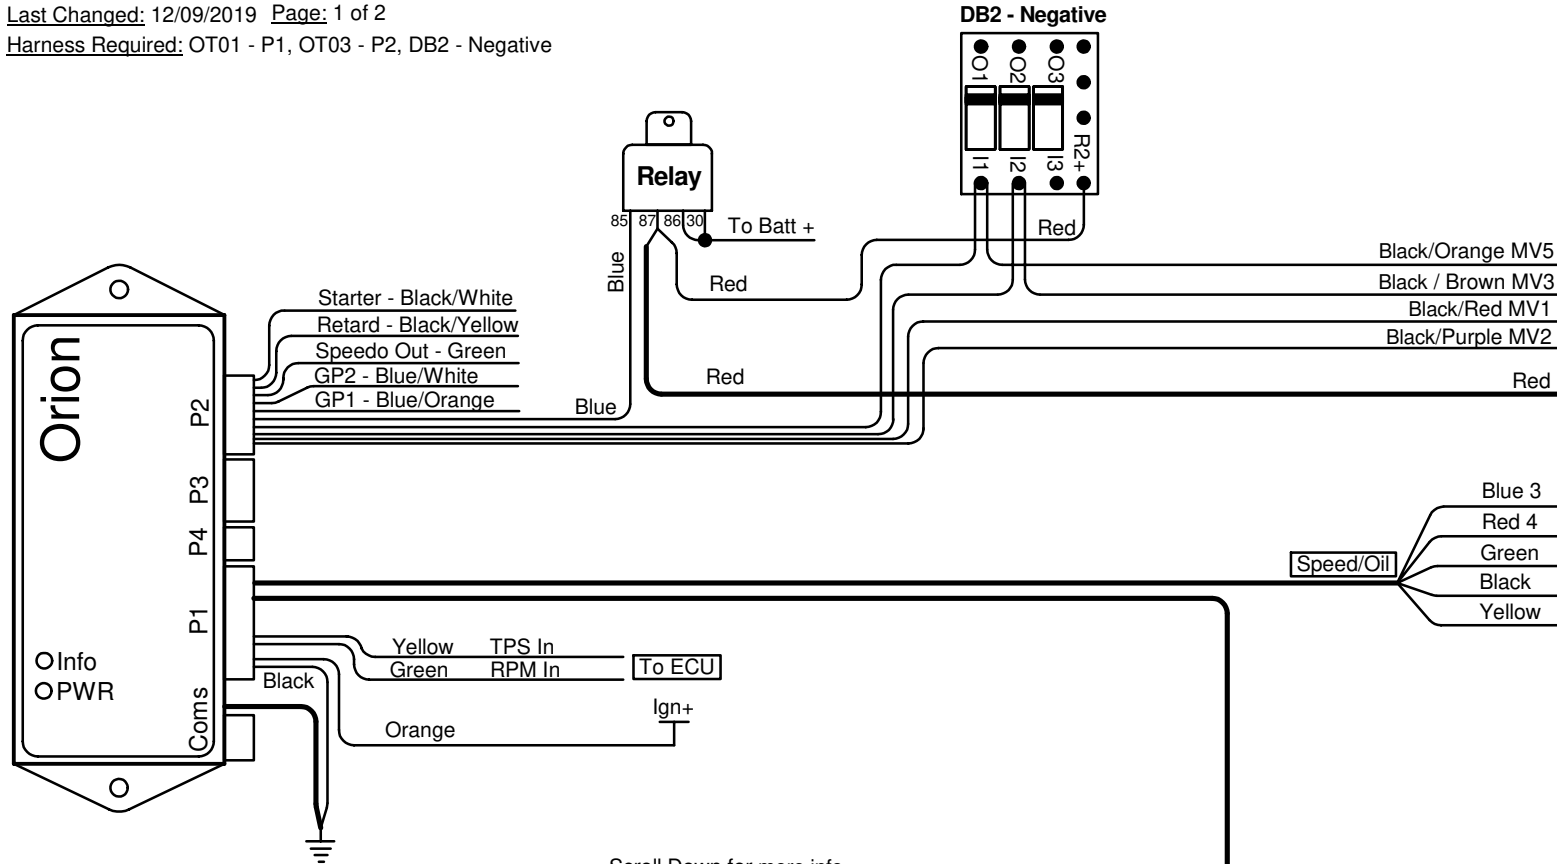 Last Changed: 12/09/2019 Page: 1 of 2
Harness Required: OT01 - P1, OT03 - P2, DB2 - Negative
DB2 - Negative
O1
O2
O3
I1
I2
I3
R2+
Relay
85
87
86
30
To Batt +
Blue
Red
Red
Black/Orange MV5
Black / Brown MV3
Black/Red MV1
Black/Purple MV2
Red
Red
Starter - Black/White
Retard - Black/Yellow
Speedo Out - Green
GP2 - Blue/White
GP1 - Blue/Orange
Blue
Orion
P2
P3
P4
P1
Coms
Info
PWR
Speed/Oil
Blue 3
Red 4
Green
Black
Yellow
Yellow TPS In
Green RPM In
To ECU
Black
Ign+
Orange
Scroll Down for more info